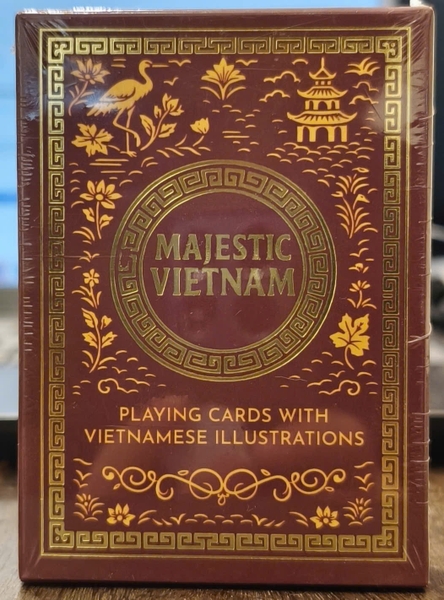 MAJESTIC
VIETNAM
PLAYING CARDS WITH
VIETNAMESE ILLUSTRATIONS